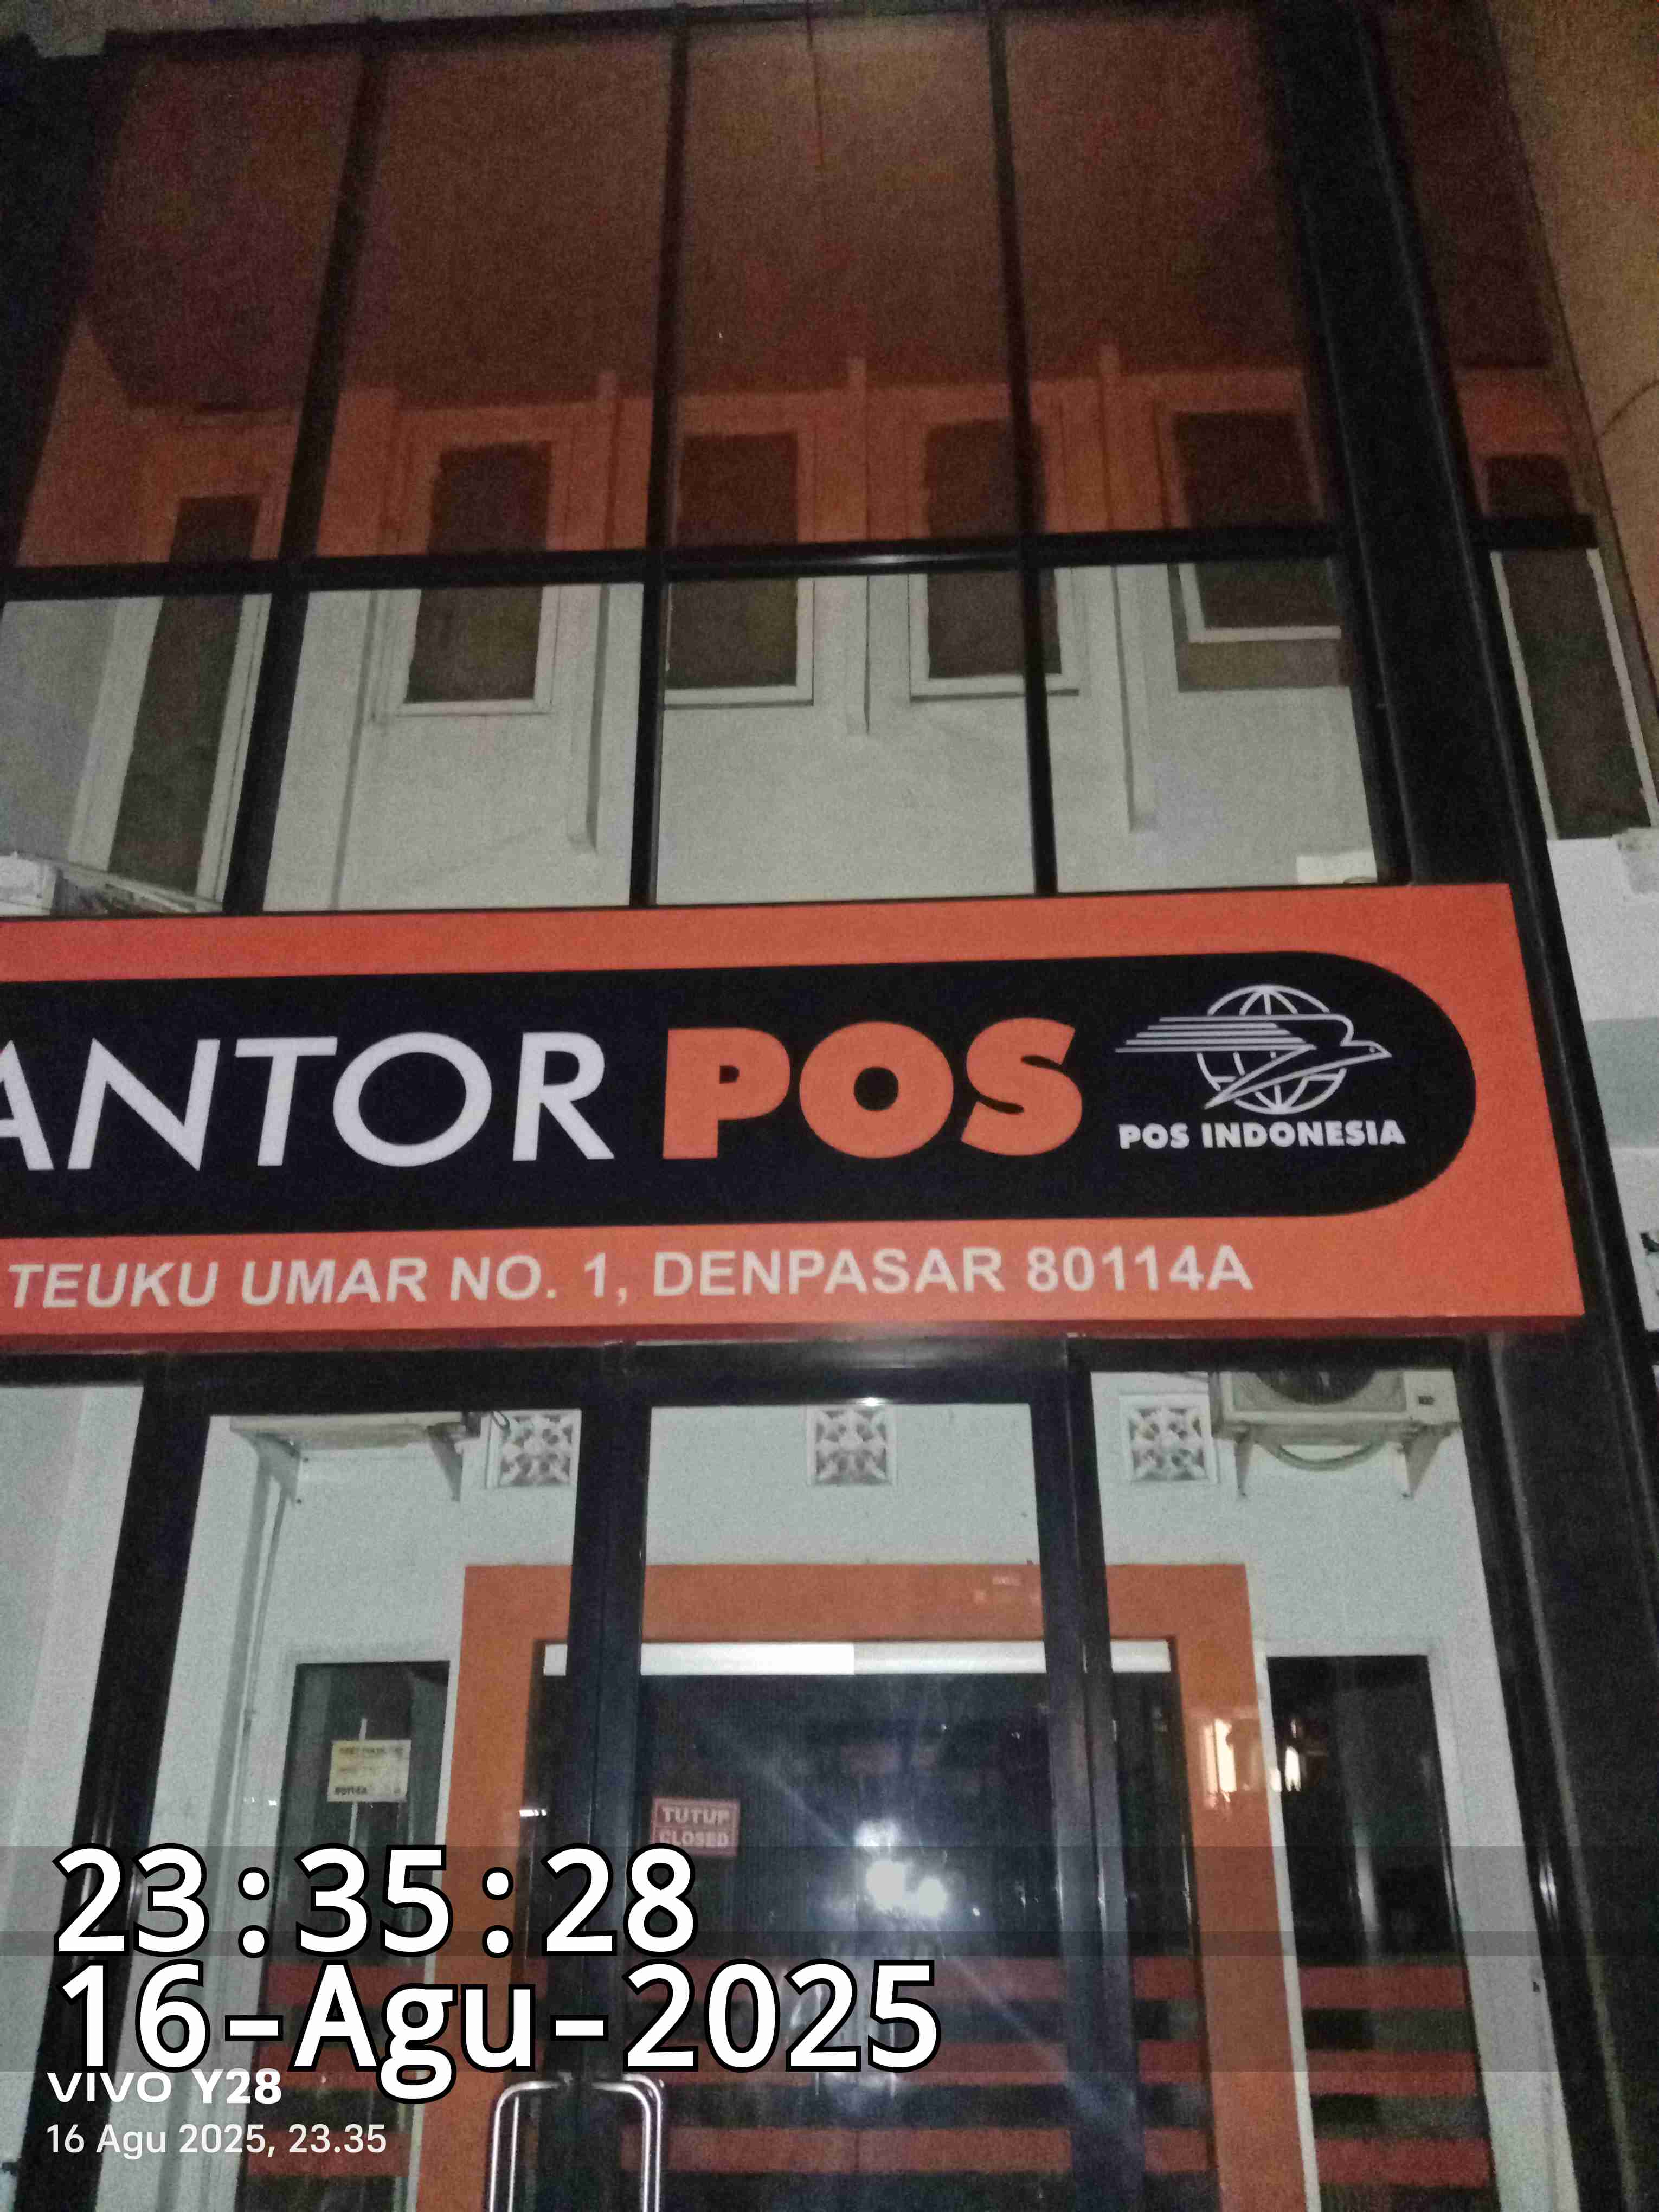 ANTOR POS
POS INDONESIA
TEUKU UMAR NO. 1, DENPASAR 80114A
80114A
TUTUP
CLOSED
23:35:28
16-Agu-2025
vivo Y28
16 Agu 2025, 23.35